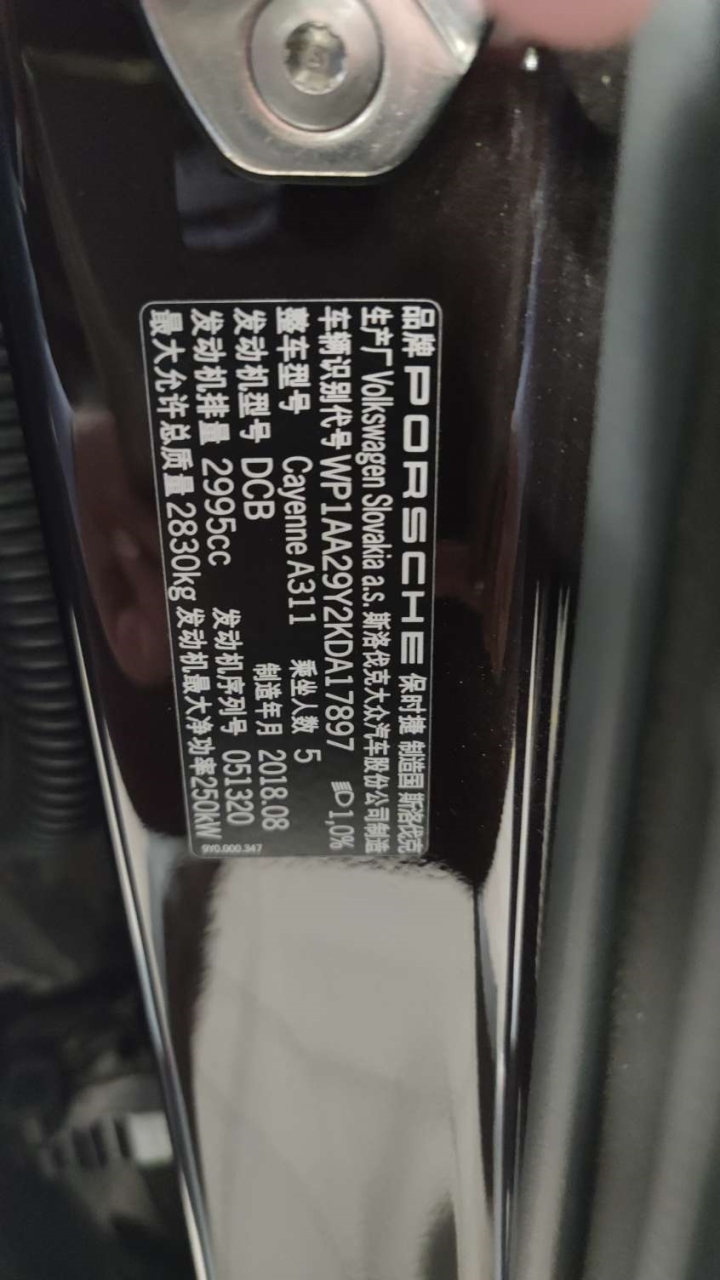 品牌 PORSCHE 保时捷 制造国 斯洛伐克
生产厂 Volkswagen Slovakia a.s. 斯洛伐克大众汽车股份公司制造
车辆识别代号 WP1AA29Y2KDA17897 1,0%
整车型号 Cayenne A311 乘坐人数 5
发动机型号 DCB 制造年月 2018.08
发动机排量 2995cc 发动机序列号 051320
最大允许总质量 2830kg 发动机最大净功率250kW
9Y0.000.347